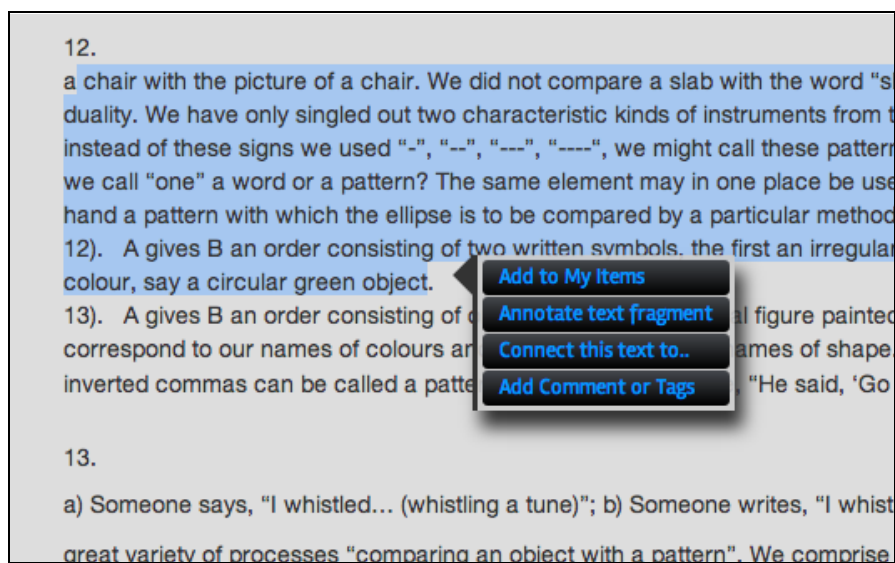 12.
a chair with the picture of a chair. We did not compare a slab with the word “sl
duality. We have only singled out two characteristic kinds of instruments from t
instead of these signs we used “-”, “--”, “---”, “----“, we might call these pattern
we call “one” a word or a pattern? The same element may in one place be use
hand a pattern with which the ellipse is to be compared by a particular method
12). A gives B an order consisting of two written symbols, the first an irregular
colour, say a circular green object.
Add to My Items
Annotate text fragment
Connect this text to..
Add Comment or Tags
13). A gives B an order consisting of al figure painted
correspond to our names of colours an ames of shape.
inverted commas can be called a patte , “He said, ‘Go
13.
a) Someone says, “I whistled... (whistling a tune)”; b) Someone writes, “I whist
great variety of processes “comparing an object with a pattern”. We comprise